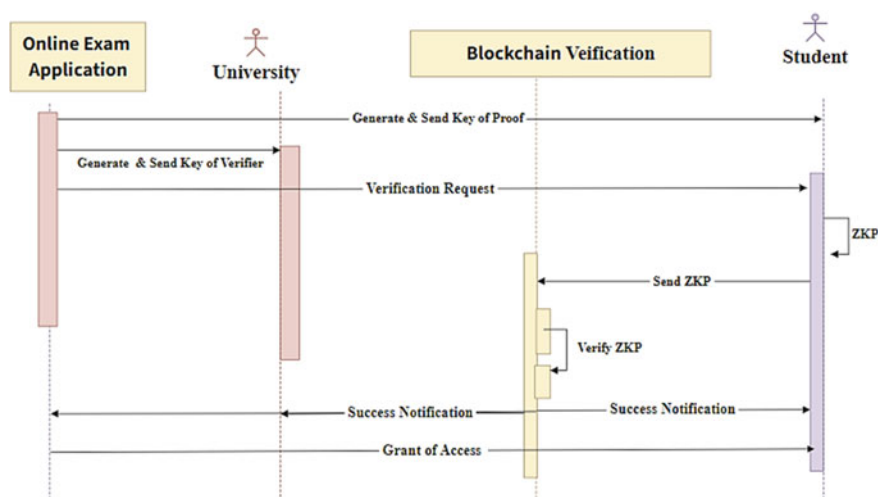 Online Exam
Application
University
Blockchain Veification
Student
Generate & Send Key of Proof
Generate & Send Key of Verifier
Verification Request
ZKP
Send ZKP
Verify ZKP
Success Notification
Success Notification
Grant of Access